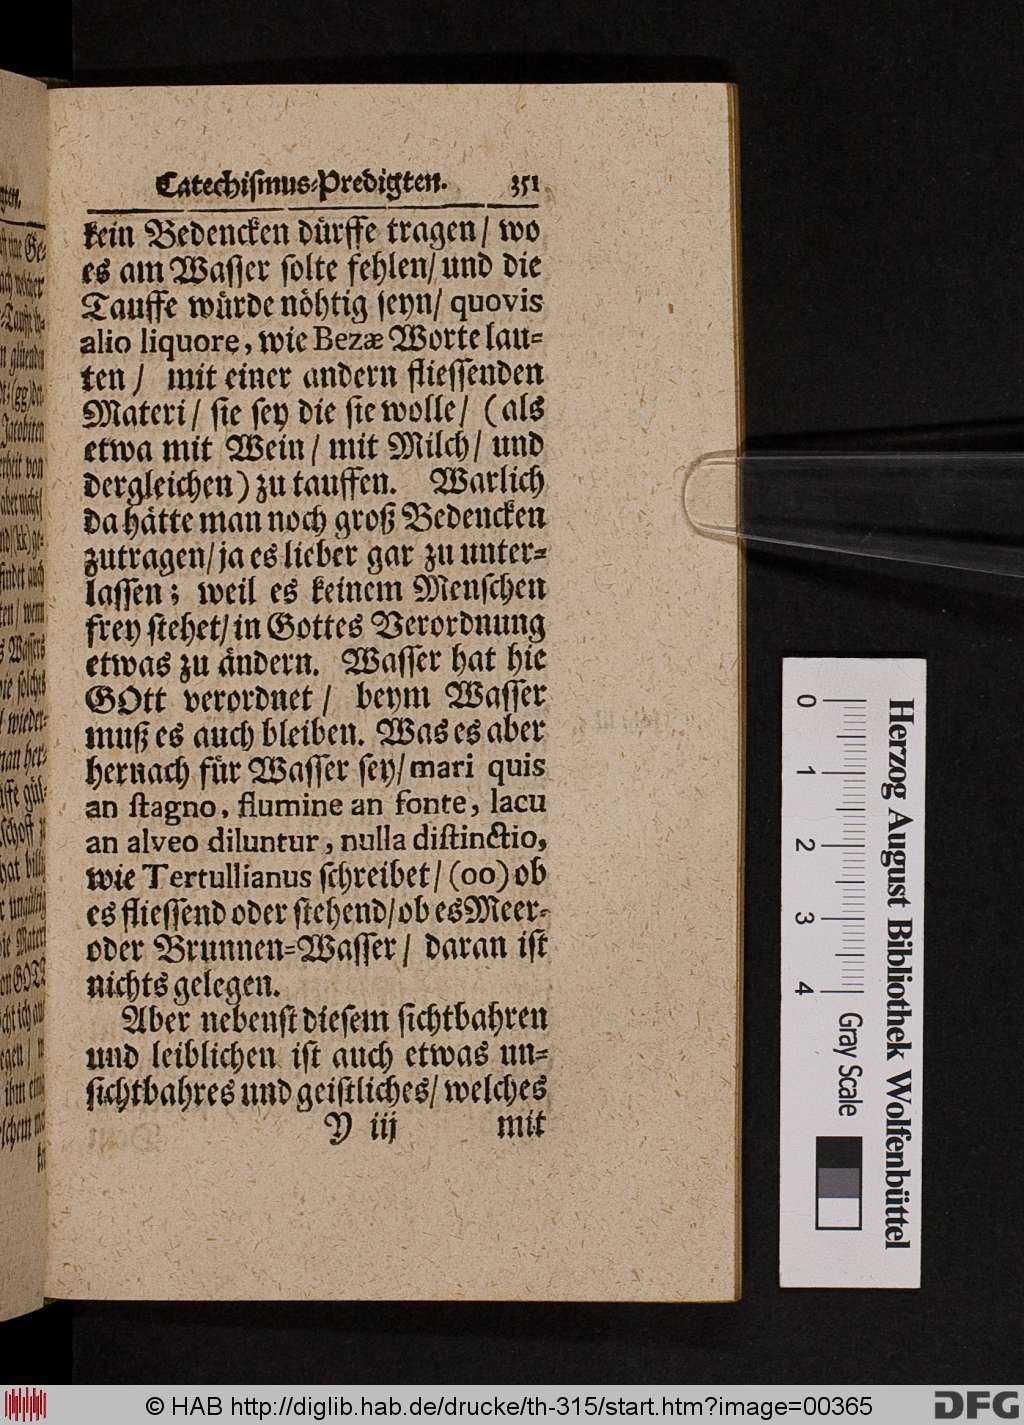 Catechismus-Predigten. 351
kein Bedencken dürffe tragen/ wo
es am Wasser solte fehlen/ und die
Tauffe würde nöhtig seyn/ quovis
alio liquore, wie Bezæ Worte lau-
ten/ mit einer andern fliessenden
Materi/ sie sey die sie wolle/ (als
etwa mit Wein/ mit Milch/ und
dergleichen) zu tauffen. Warlich
da hätte man noch groß Bedencken
zutragen/ ja es lieber gar zu unter-
lassen; weil es keinem Menschen
frey stehet/ in Gottes Verordnung
etwas zu ändern. Wasser hat hie
GOtt verordnet/ beym Wasser
muß es auch bleiben. Was es aber
hernach für Wasser sey/ mari quis
an stagno, flumine an fonte, lacu
an alveo diluntur, nulla distinctio,
wie Tertullianus schreibet/ (oo) ob
es fliessend oder stehend/ ob es Meer-
oder Brunnen-Wasser/ daran ist
nichts gelegen.
Aber nebenst diesem sichtbahren
und leiblichen ist auch etwas un-
sichtbahres und geistliches/ welches
Y iij mit
Herzog August Bibliothek Wolfenbüttel
0 1 2 3 4 Gray Scale
© HAB http://diglib.hab.de/drucke/th-315/start.htm?image=00365
DFG